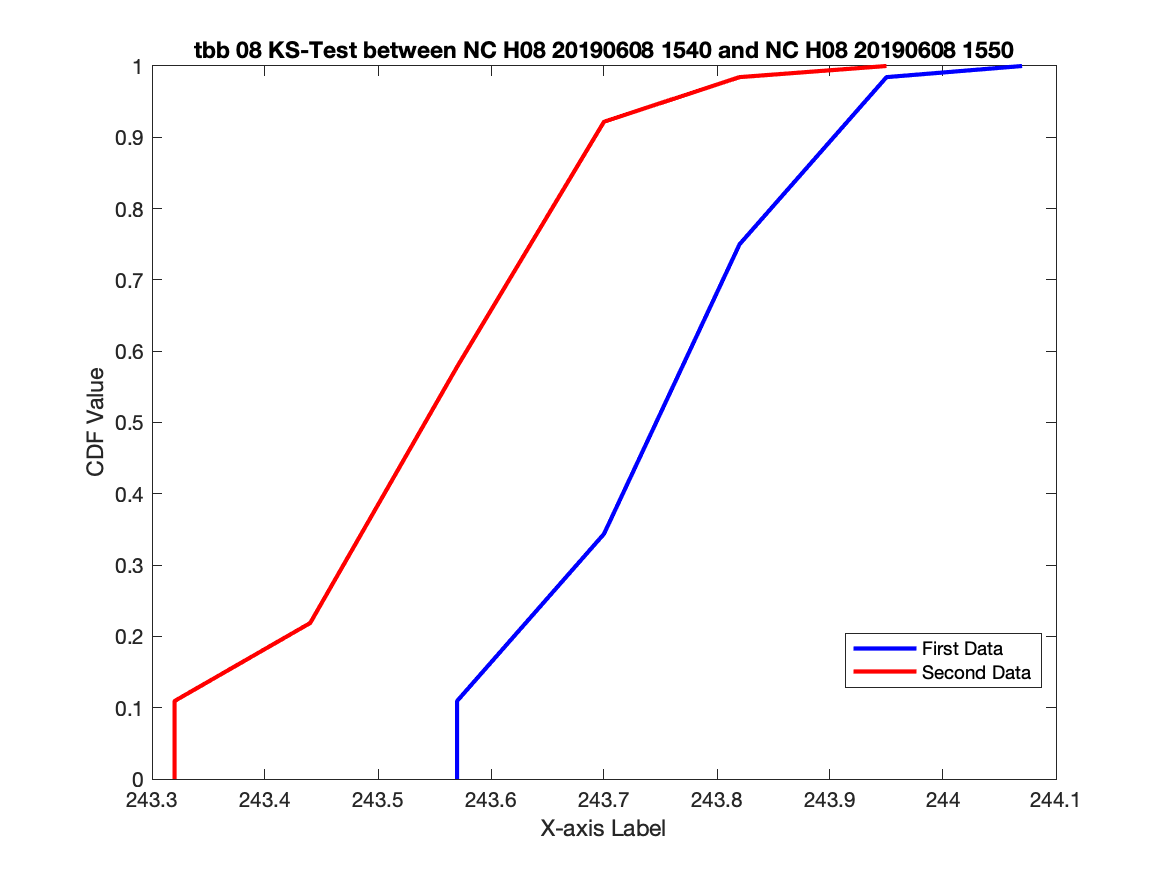 tbb 08 KS-Test between NC H08 20190608 1540 and NC H08 20190608 1550
1
0.9
0.8
0.7
0.6
0.5
0.4
0.3
0.2
0.1
0
CDF Value
First Data
Second Data
243.3 243.4 243.5 243.6 243.7 243.8 243.9 244 244.1
X-axis Label